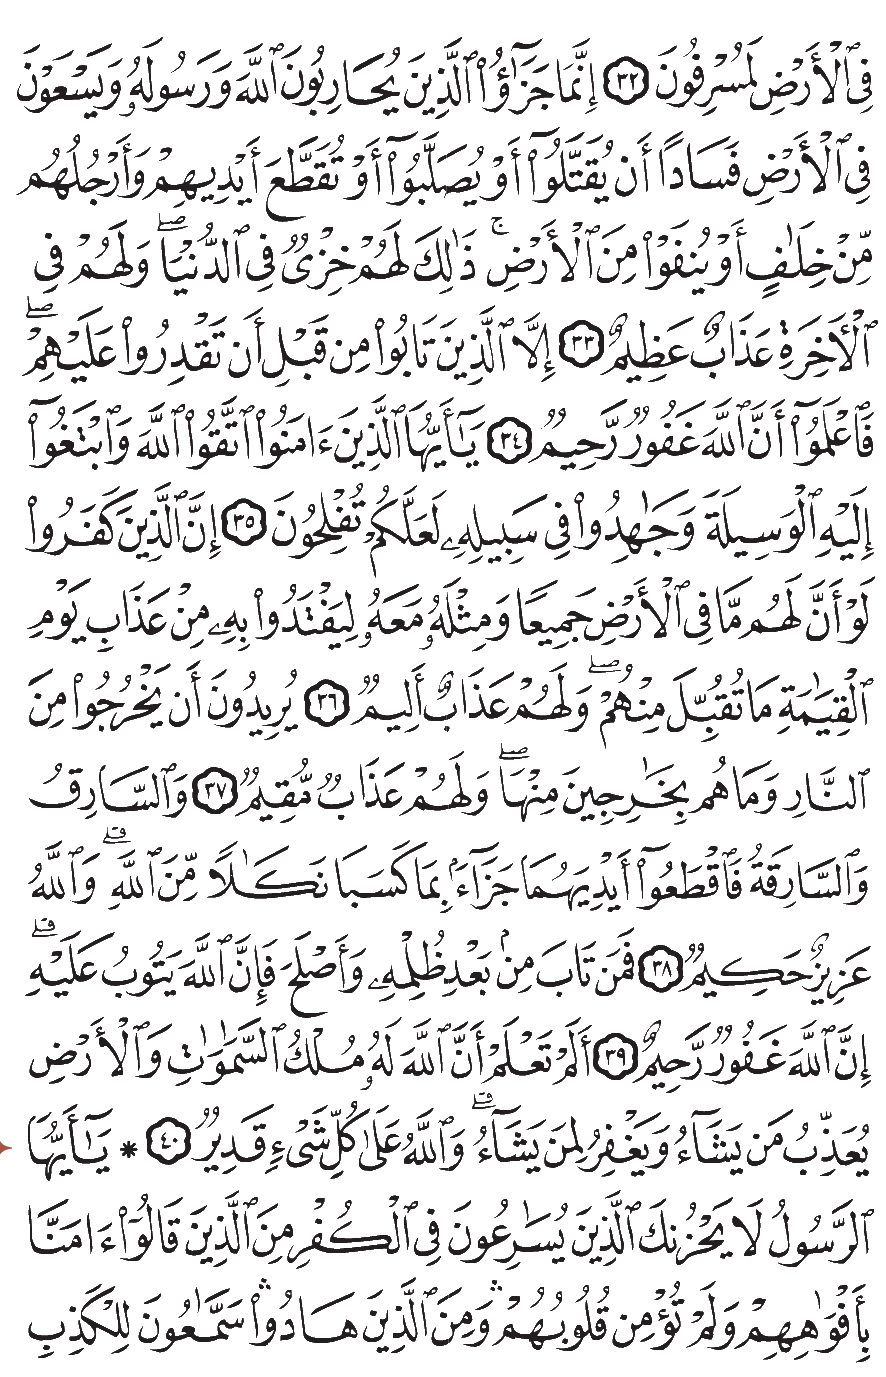 فِي ٱلۡأَرۡضِ لَمُسۡرِفُونَ ٣٢ إِنَّمَا جَزَٰٓؤُاْ ٱلَّذِينَ يُحَارِبُونَ ٱللَّهَ وَرَسُولَهُۥ وَيَسۡعَوۡنَ
فِي ٱلۡأَرۡضِ فَسَادًا أَن يُقَتَّلُوٓاْ أَوۡ يُصَلَّبُوٓاْ أَوۡ تُقَطَّعَ أَيۡدِيهِمۡ وَأَرۡجُلُهُم
مِّنۡ خِلَٰفٍ أَوۡ يُنفَوۡاْ مِنَ ٱلۡأَرۡضِۚ ذَٰلِكَ لَهُمۡ خِزۡيٞ فِي ٱلدُّنۡيَاۖ وَلَهُمۡ فِي
ٱلۡأٓخِرَةِ عَذَابٌ عَظِيمٌ ٣٣ إِلَّا ٱلَّذِينَ تَابُواْ مِن قَبۡلِ أَن تَقۡدِرُواْ عَلَيۡهِمۡۖ
فَٱعۡلَمُوٓاْ أَنَّ ٱللَّهَ غَفُورٞ رَّحِيمٞ ٣٤ يَٰٓأَيُّهَا ٱلَّذِينَ ءَامَنُواْ ٱتَّقُواْ ٱللَّهَ وَٱبۡتَغُوٓاْ
إِلَيۡهِ ٱلۡوَسِيلَةَ وَجَٰهِدُواْ فِي سَبِيلِهِۦ لَعَلَّكُمۡ تُفۡلِحُونَ ٣٥ إِنَّ ٱلَّذِينَ كَفَرُواْ
لَوۡ أَنَّ لَهُم مَّا فِي ٱلۡأَرۡضِ جَمِيعٗا وَمِثۡلَهُۥ مَعَهُۥ لِيَفۡتَدُواْ بِهِۦ مِنۡ عَذَابِ يَوۡمِ
ٱلۡقِيَٰمَةِ مَا تُقُبِّلَ مِنۡهُمۡۖ وَلَهُمۡ عَذَابٌ أَلِيمٞ ٣٦ يُرِيدُونَ أَن يَخۡرُجُواْ مِنَ
ٱلنَّارِ وَمَا هُم بِخَٰرِجِينَ مِنۡهَاۖ وَلَهُمۡ عَذَابٞ مُّقِيمٞ ٣٧ وَٱلسَّارِقُ
وَٱلسَّارِقَةُ فَٱقۡطَعُوٓاْ أَيۡدِيَهُمَا جَزَآءَۢ بِمَا كَسَبَا نَكَٰلٗا مِّنَ ٱللَّهِۗ وَٱللَّهُ
عَزِيزٌ حَكِيمٞ ٣٨ فَمَن تَابَ مِنۢ بَعۡدِ ظُلۡمِهِۦ وَأَصۡلَحَ فَإِنَّ ٱللَّهَ يَتُوبُ عَلَيۡهِۗ
إِنَّ ٱللَّهَ غَفُورٞ رَّحِيمٌ ٣٩ أَلَمۡ تَعۡلَمۡ أَنَّ ٱللَّهَ لَهُۥ مُلۡكُ ٱلسَّمَٰوَٰتِ وَٱلۡأَرۡضِ
يُعَذِّبُ مَن يَشَآءُ وَيَغۡفِرُ لِمَن يَشَآءُۗ وَٱللَّهُ عَلَىٰ كُلِّ شَيۡءٖ قَدِيرٞ ٤٠ * يَٰٓأَيُّهَا
ٱلرَّسُولُ لَا يَحۡزُنكَ ٱلَّذِينَ يُسَٰرِعُونَ فِي ٱلۡكُفۡرِ مِنَ ٱلَّذِينَ قَالُوٓاْ ءَامَنَّا
بِأَفۡوَٰهِهِمۡ وَلَمۡ تُؤۡمِن قُلُوبُهُمۡۛ وَمِنَ ٱلَّذِينَ هَادُواْۛ سَمَّٰعُونَ لِلۡكَذِبِ